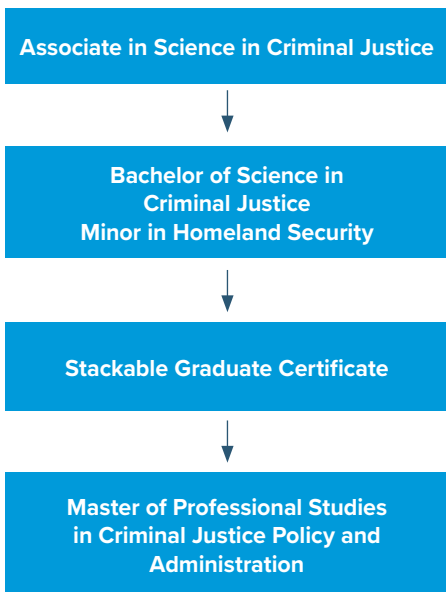 Associate in Science in Criminal Justice
Bachelor of Science in
Criminal Justice
Minor in Homeland Security
Stackable Graduate Certificate
Master of Professional Studies
in Criminal Justice Policy and
Administration